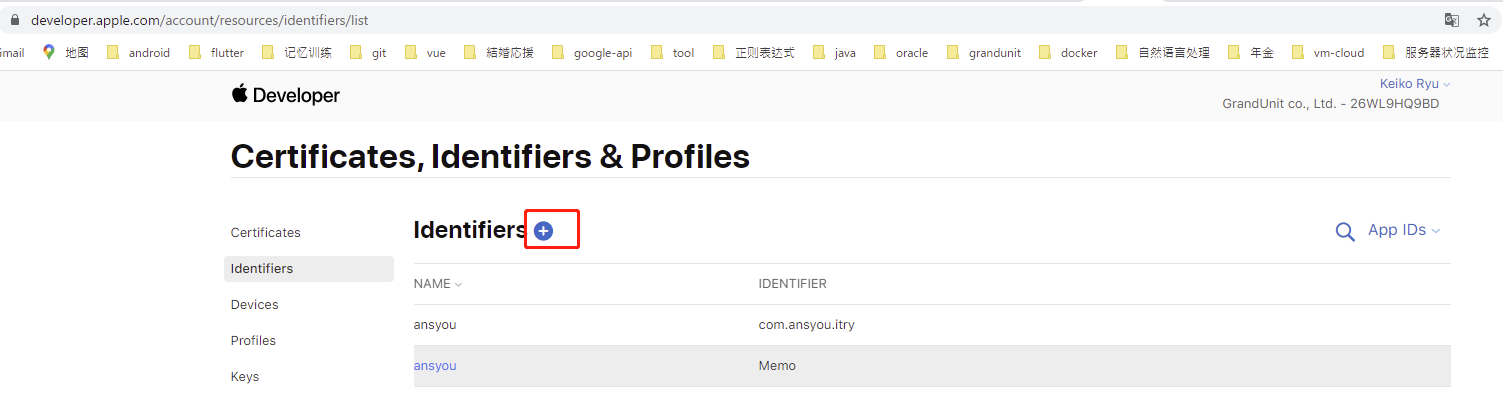 developer.apple.com/account/resources/identifiers/list
Gmail 地图 android flutter 记忆训练 git vue 結婚応援 google-api tool 正则表达式 java oracle grandunit docker 自然语言处理 年金 vm-cloud 服务器状况监控
Developer
Keiko Ryu
GrandUnit co., Ltd. - 26WL9HQ9BD
Certificates, Identifiers & Profiles
Certificates
Identifiers
Devices
Profiles
Keys
Identifiers
App IDs
NAME IDENTIFIER
ansyou com.ansyou.itry
ansyou Memo